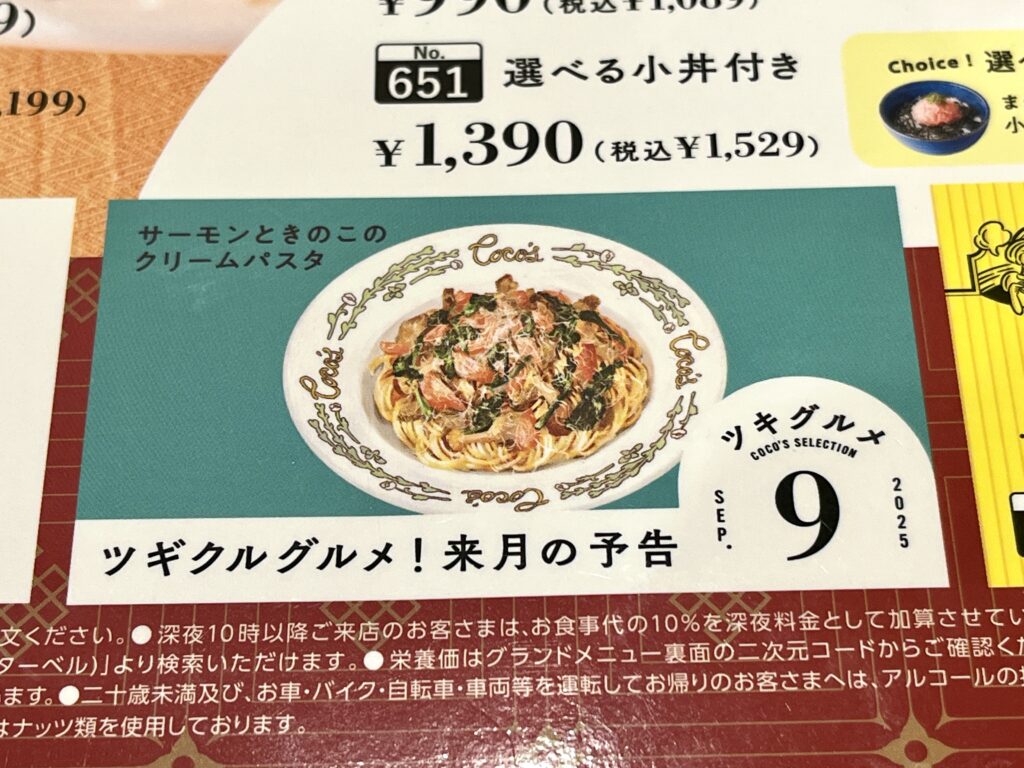 9)
¥990(税込¥1,089)
,199)
No.
651
選べる小丼付き
¥1,390(税込¥1,529)
Choice! 選べ
ま
小
サーモンときのこの
クリームパスタ
Coco's
Coco's
Coco's
Coco's
ツキグルメ
COCO'S SELECTION
SEP.
9
2025
ツギクルグルメ!来月の予告
文ください。●深夜10時以降ご来店のお客さまは、お食事代の10%を深夜料金として加算させてい
ターベル)」より検索いただけます。●栄養価はグランドメニュー裏面の二次元コードからご確認くだ
ます。●二十歳未満及び、お車・バイク・自転車・車両等を運転してお帰りのお客さまへは、アルコールの
はナッツ類を使用しております。